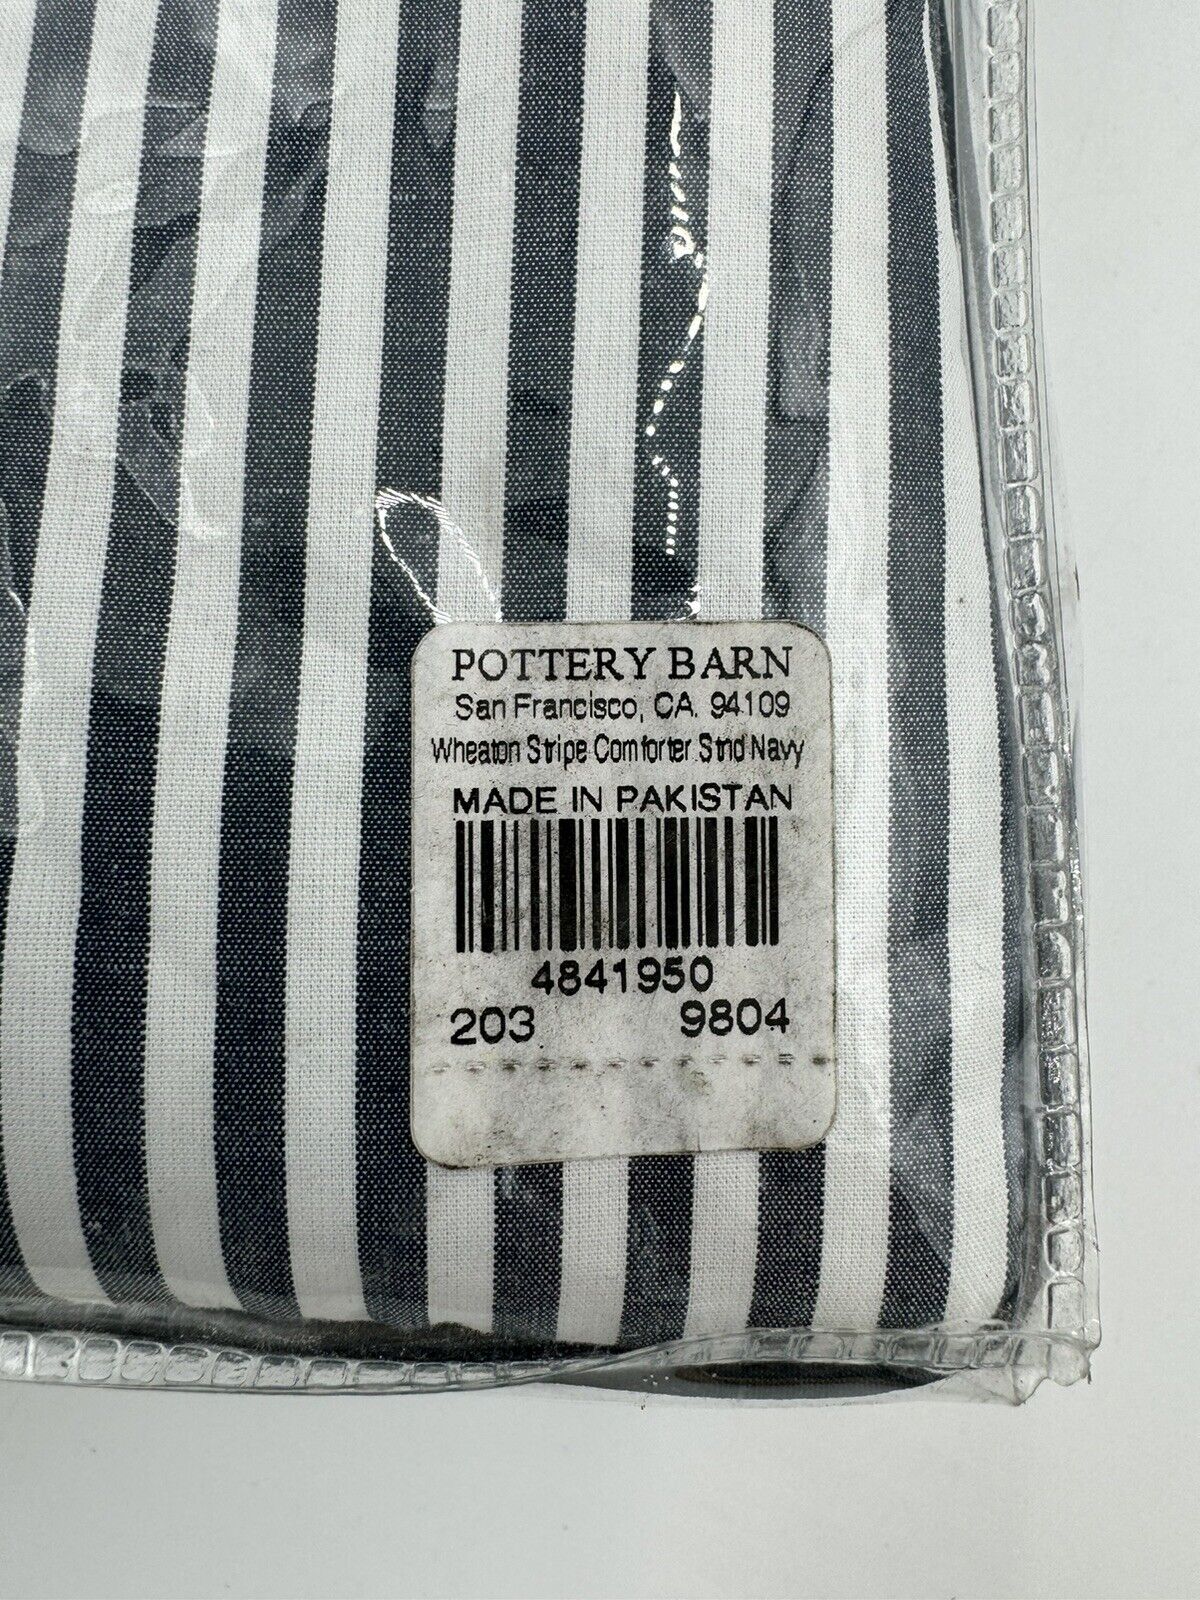 POTTERY BARN
San Francisco, CA. 94109
Wheaton Stripe Comforter Stnd Navy
MADE IN PAKISTAN
4841950
203 9804